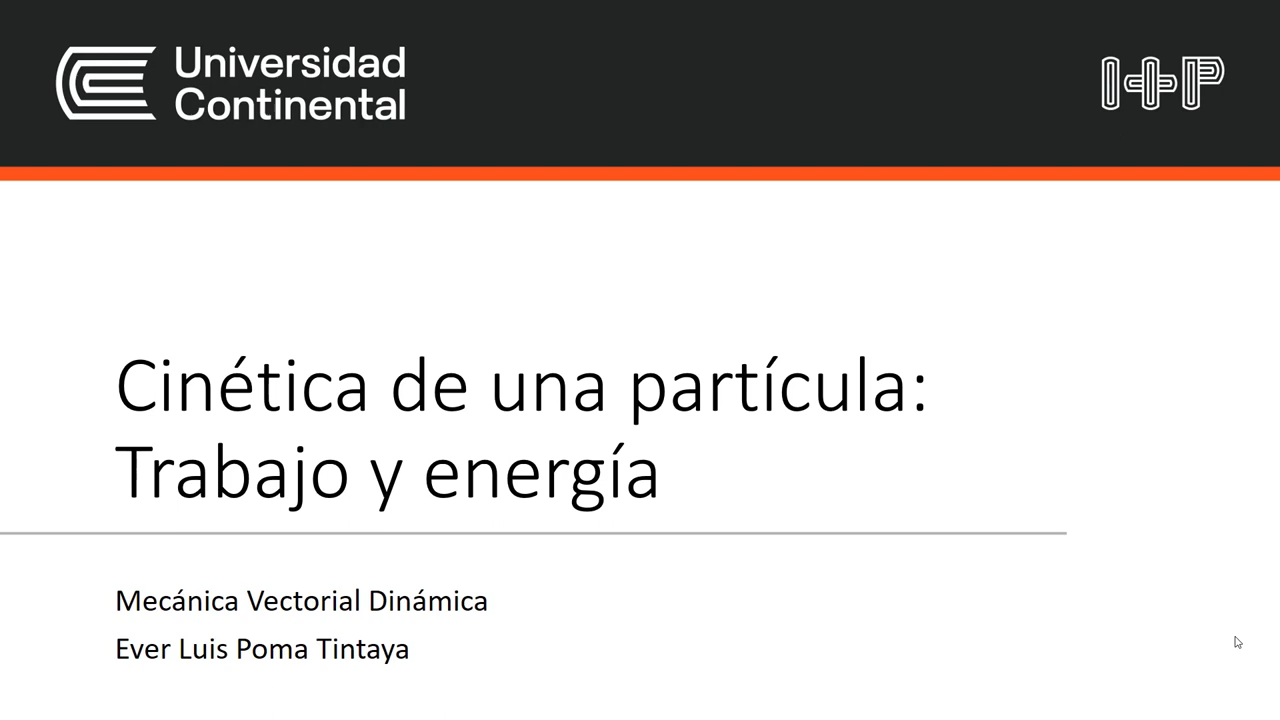 Universidad
Continental
I+P
Cinética de una partícula:
Trabajo y energía
Mecánica Vectorial Dinámica
Ever Luis Poma Tintaya